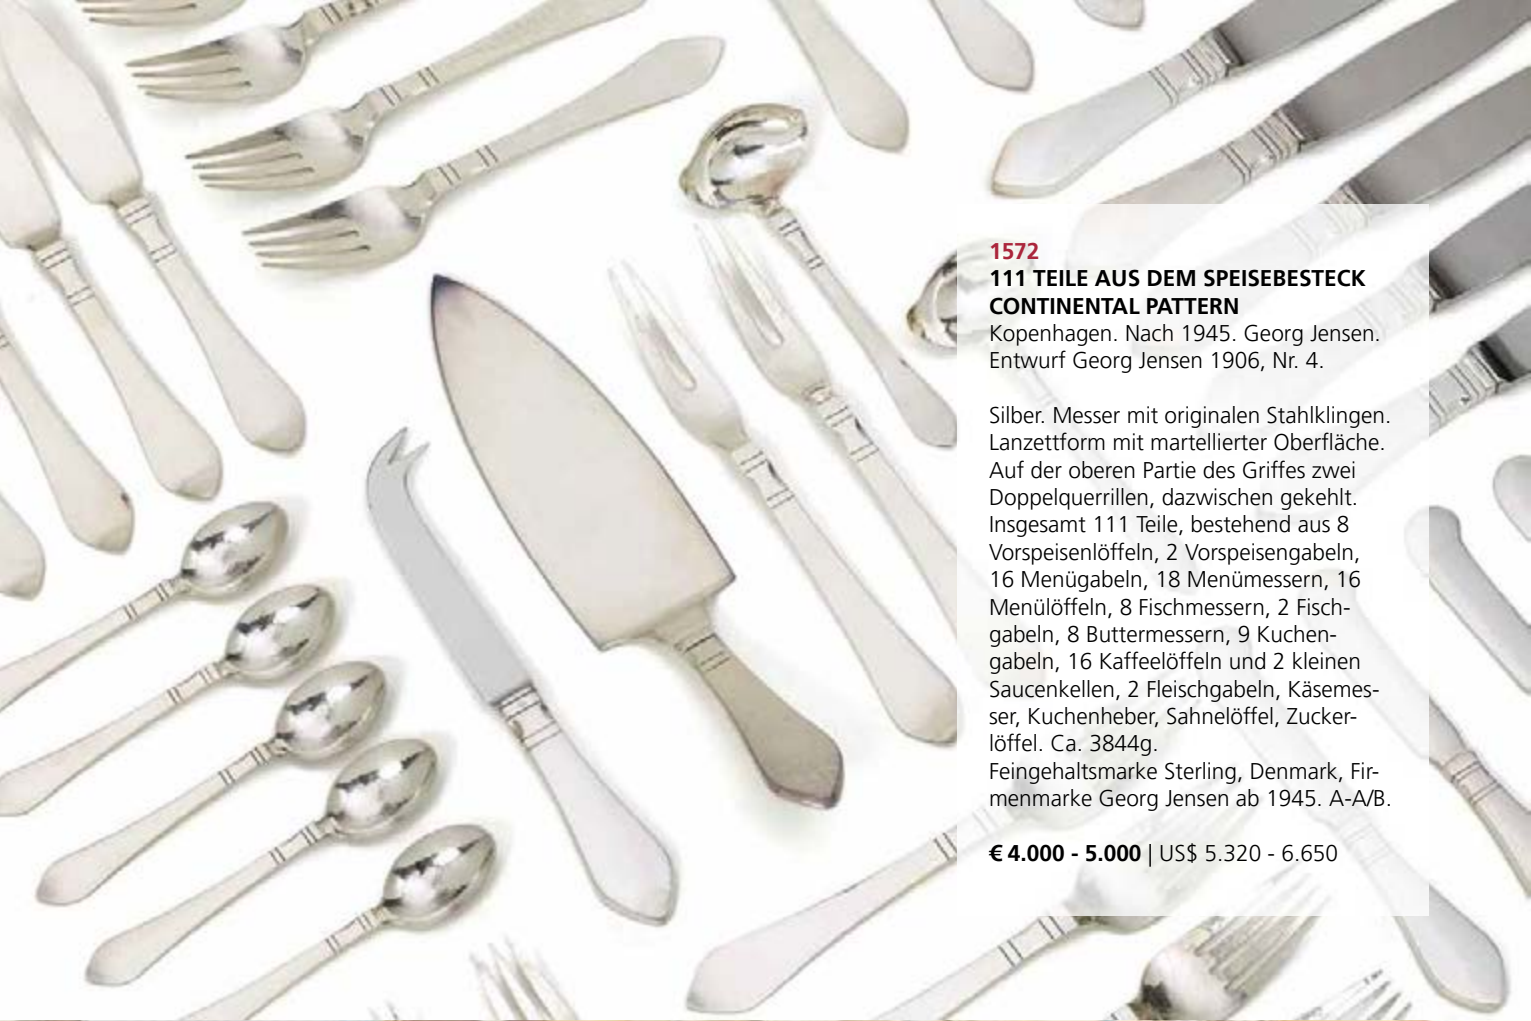 1572
111 TEILE AUS DEM SPEISEBESTECK
CONTINENTAL PATTERN
Kopenhagen. Nach 1945. Georg Jensen.
Entwurf Georg Jensen 1906, Nr. 4.
Silber. Messer mit originalen Stahlklingen.
Lanzettform mit martellierter Oberfläche.
Auf der oberen Partie des Griffes zwei
Doppelquerrillen, dazwischen gekehlt.
Insgesamt 111 Teile, bestehend aus 8
Vorspeisenlöffeln, 2 Vorspeisengabeln,
16 Menügabeln, 18 Menümessern, 16
Menülöffeln, 8 Fischmessern, 2 Fisch-
gabeln, 8 Buttermessern, 9 Kuchen-
gabeln, 16 Kaffeelöffeln und 2 kleinen
Saucenkellen, 2 Fleischgabeln, Käsemes-
ser, Kuchenheber, Sahnelöffel, Zucker-
löffel. Ca. 3844g.
Feingehaltsmarke Sterling, Denmark, Fir-
menmarke Georg Jensen ab 1945. A-A/B.
€ 4.000 - 5.000 | US$ 5.320 - 6.650